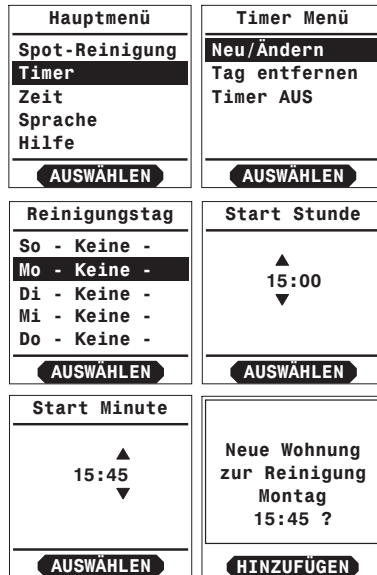 Hauptmenü
Spot-Reinigung
Timer
Zeit
Sprache
Hilfe
AUSWÄHLEN
Timer Menü
Neu/Ändern
Tag entfernen
Timer AUS
AUSWÄHLEN
Reinigungstag
So - Keine -
Mo - Keine -
Di - Keine -
Mi - Keine -
Do - Keine -
AUSWÄHLEN
Start Stunde
15:00
AUSWÄHLEN
Start Minute
15:45
AUSWÄHLEN
Neue Wohnung
zur Reinigung
Montag
15:45 ?
HINZUFÜGEN